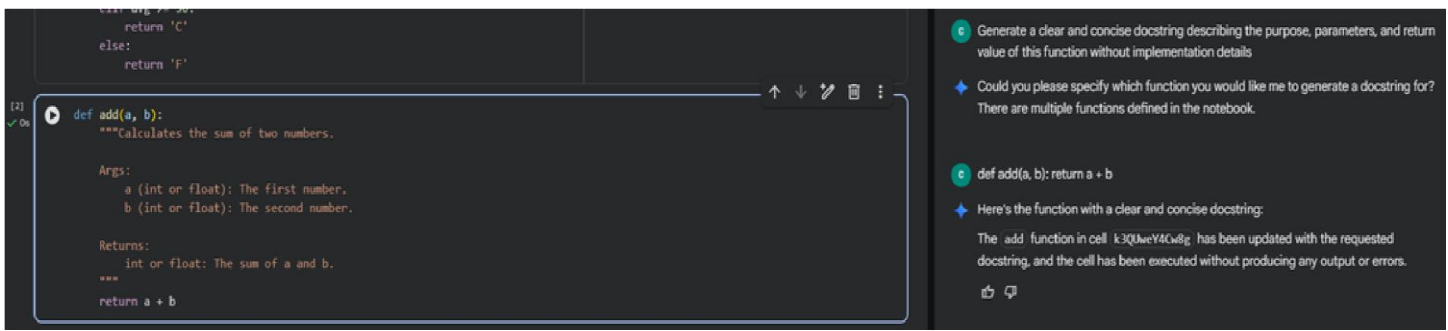 elif avg >= 50:
return 'C'
else:
return 'F'
[2]
0s
def add(a, b):
"""Calculates the sum of two numbers.
Args:
a (int or float): The first number.
b (int or float): The second number.
Returns:
int or float: The sum of a and b.
"""
return a + b
C
Generate a clear and concise docstring describing the purpose, parameters, and return
value of this function without implementation details
Could you please specify which function you would like me to generate a docstring for?
There are multiple functions defined in the notebook.
C
def add(a, b): return a + b
Here's the function with a clear and concise docstring:
The add function in cell k3QUweY4Cw8g has been updated with the requested
docstring, and the cell has been executed without producing any output or errors.